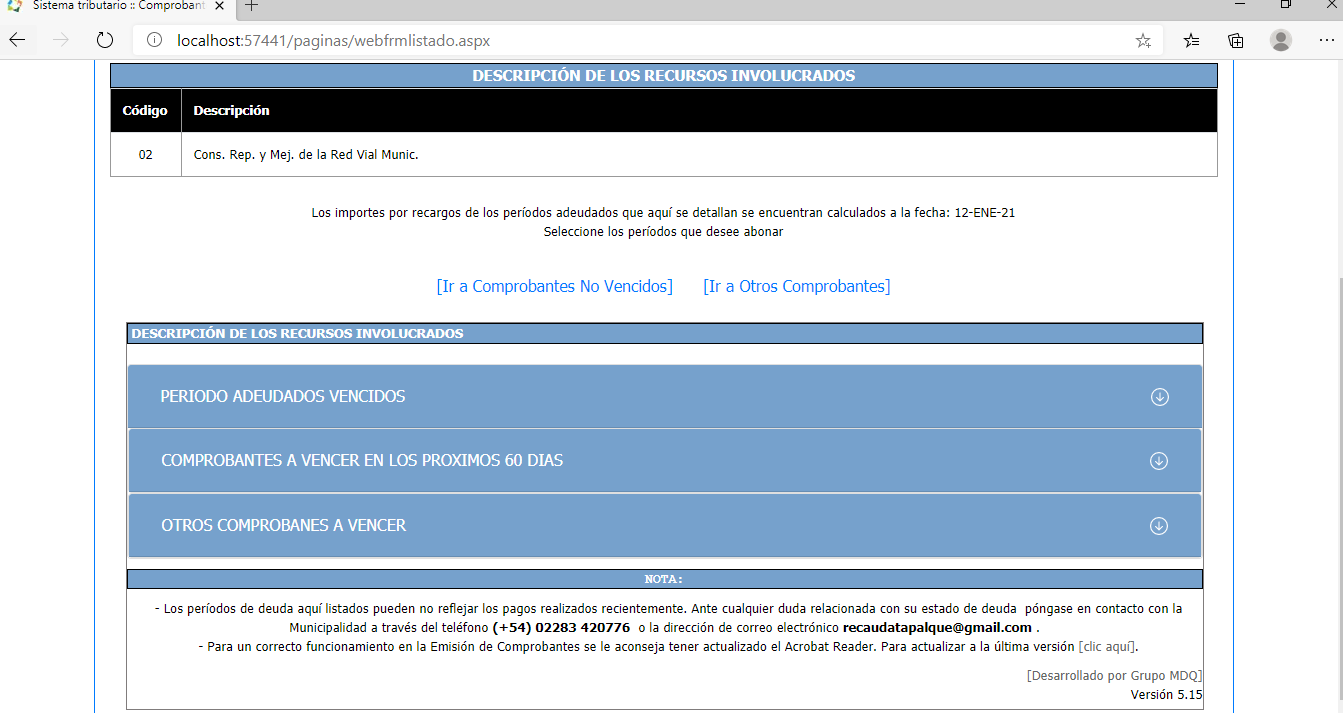 Sistema tributario :: Comprobant
localhost:57441/paginas/webfrmlistado.aspx
DESCRIPCIÓN DE LOS RECURSOS INVOLUCRADOS
Código Descripción
02 Cons. Rep. y Mej. de la Red Vial Munic.
Los importes por recargos de los períodos adeudados que aquí se detallan se encuentran calculados a la fecha: 12-ENE-21
Seleccione los períodos que desee abonar
[Ir a Comprobantes No Vencidos] [Ir a Otros Comprobantes]
DESCRIPCIÓN DE LOS RECURSOS INVOLUCRADOS
PERIODO ADEUDADOS VENCIDOS
COMPROBANTES A VENCER EN LOS PROXIMOS 60 DIAS
OTROS COMPROBANES A VENCER
NOTA:
- Los períodos de deuda aquí listados pueden no reflejar los pagos realizados recientemente. Ante cualquier duda relacionada con su estado de deuda póngase en contacto con la
Municipalidad a través del teléfono (+54) 02283 420776 o la dirección de correo electrónico recaudatapalque@gmail.com .
- Para un correcto funcionamiento en la Emisión de Comprobantes se le aconseja tener actualizado el Acrobat Reader. Para actualizar a la última versión [clic aquí].
[Desarrollado por Grupo MDQ]
Versión 5.15